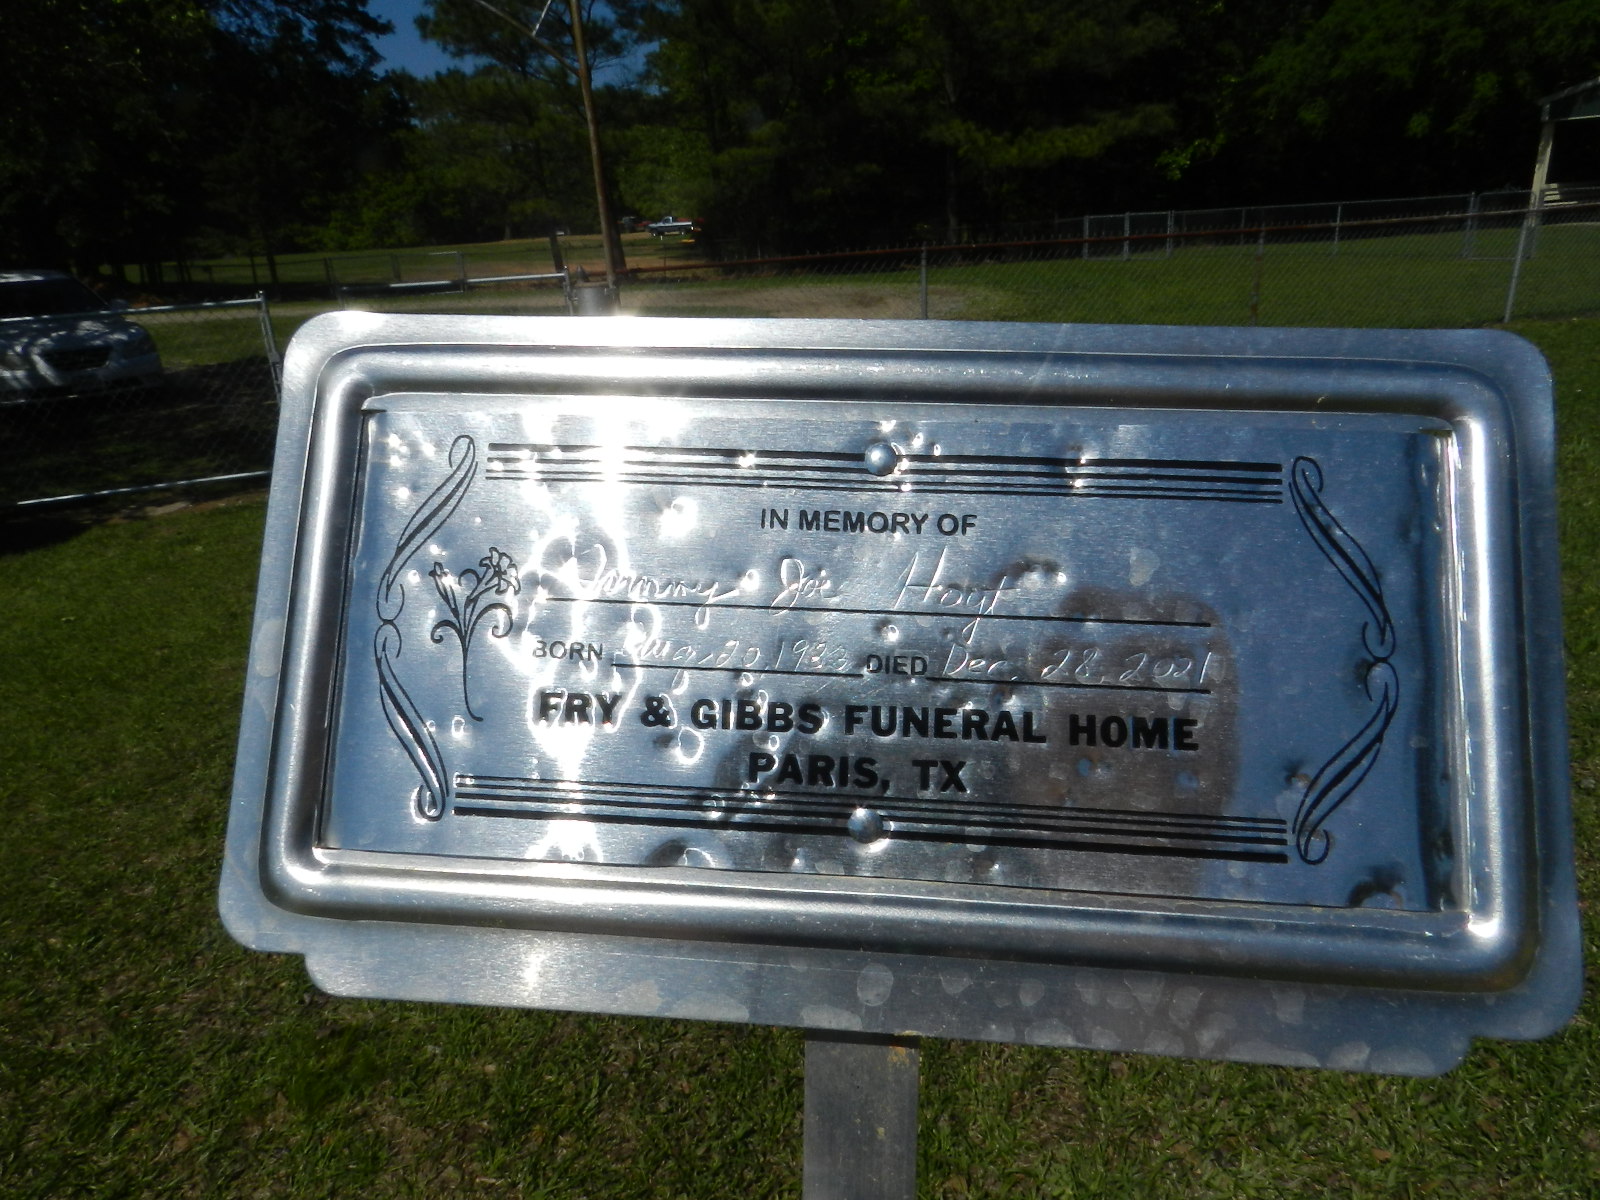 IN MEMORY OF
Jimmy Joe Hoyt
BORN Aug. 20, 1933 DIED Dec. 28, 2021
FRY & GIBBS FUNERAL HOME
PARIS, TX